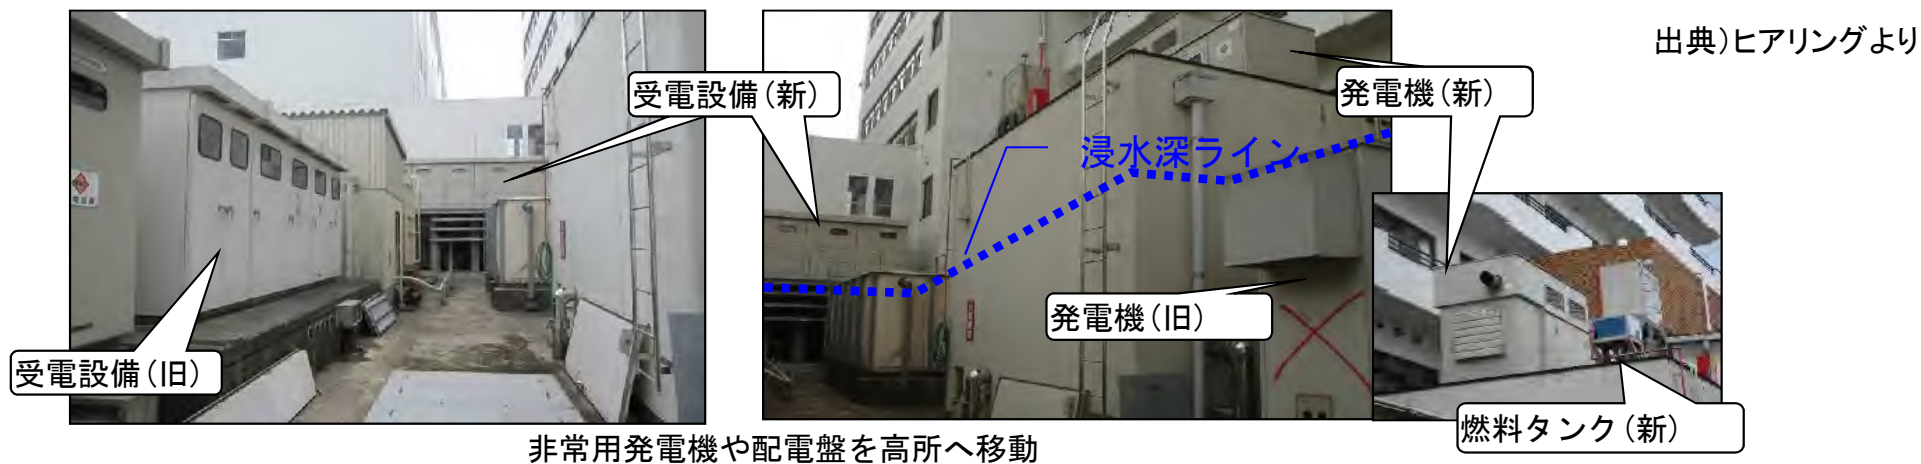 出典)ヒアリングより
受電設備(新)
発電機(新)
浸水深ライン
発電機(旧)
受電設備(旧)
燃料タンク(新)
非常用発電機や配電盤を高所へ移動